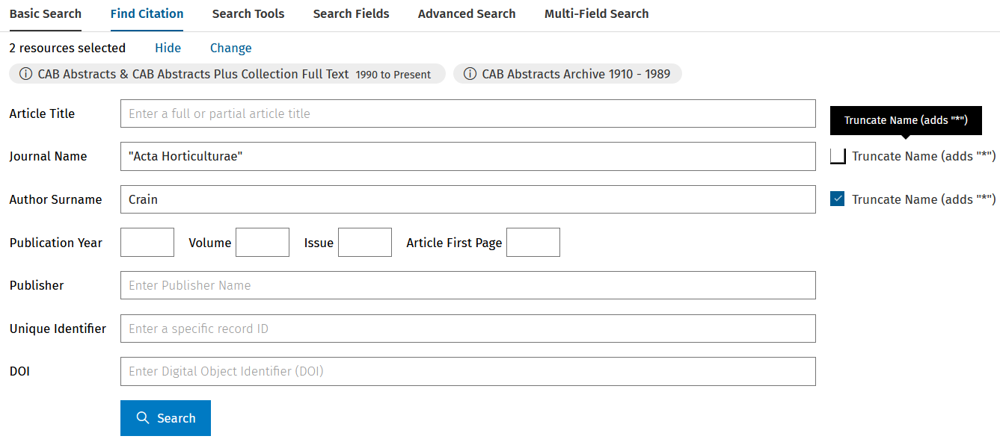 Basic Search Find Citation Search Tools Search Fields Advanced Search Multi-Field Search
2 resources selected Hide Change
CAB Abstracts & CAB Abstracts Plus Collection Full Text 1990 to Present CAB Abstracts Archive 1910 - 1989
Article Title Enter a full or partial article title
Truncate Name (adds "*")
Journal Name "Acta Horticulturae" Truncate Name (adds "*")
Author Surname Crain Truncate Name (adds "*")
Publication Year Volume Issue Article First Page
Publisher Enter Publisher Name
Unique Identifier Enter a specific record ID
DOI Enter Digital Object Identifier (DOI)
Search